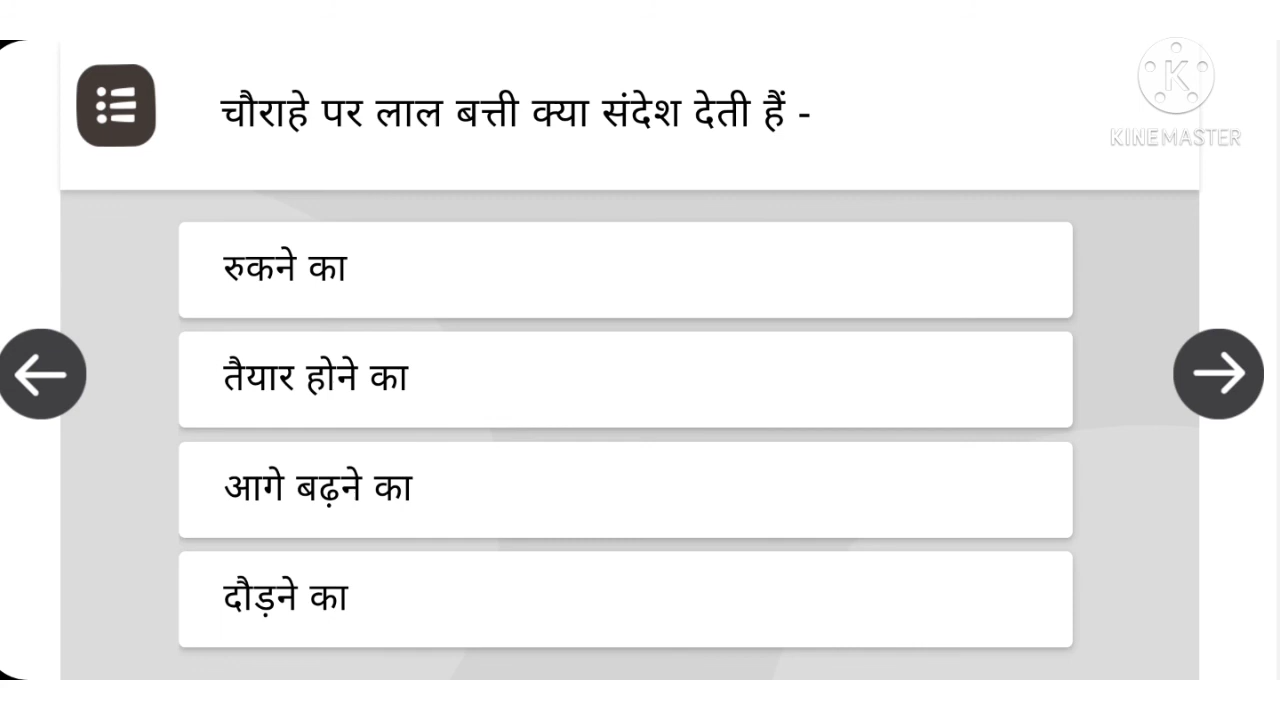 चौराहे पर लाल बत्ती क्या संदेश देती हैं -
K
KINEMASTER
रुकने का
तैयार होने का
आगे बढ़ने का
दौड़ने का